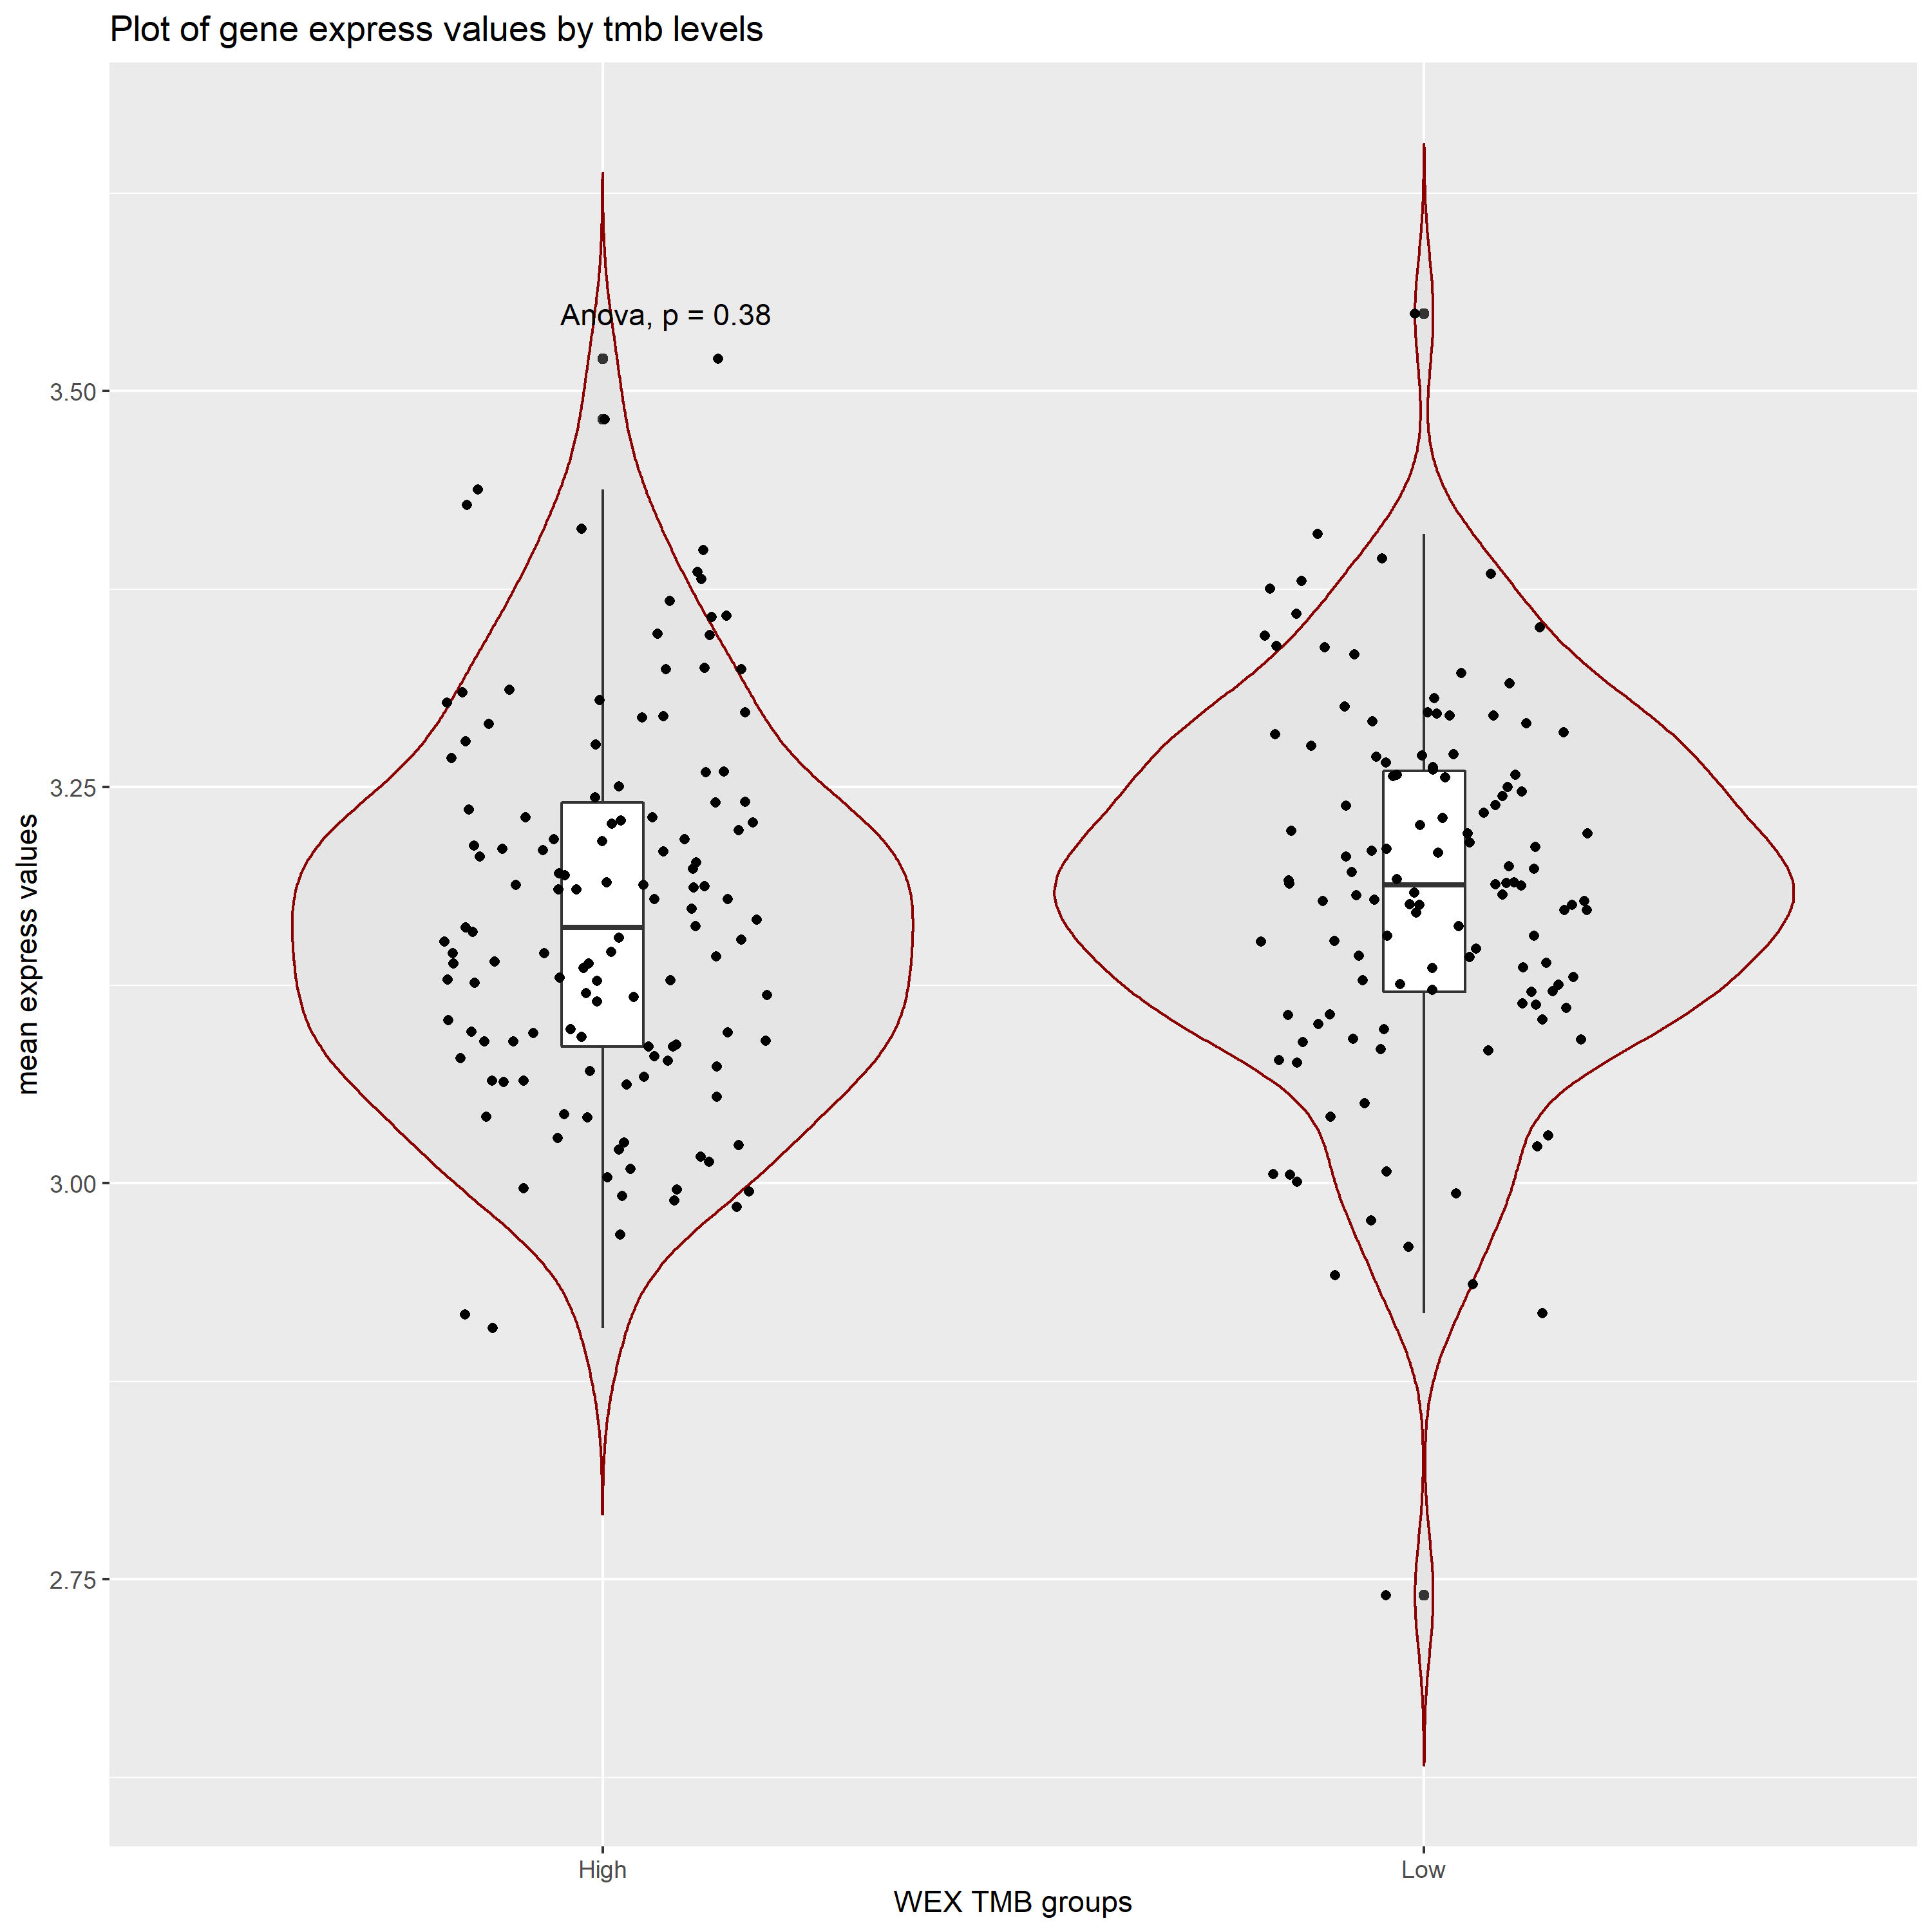 Plot of gene express values by tmb levels
Anova, p = 0.38
3.50
3.25
3.00
2.75
mean express values
High
Low
WEX TMB groups